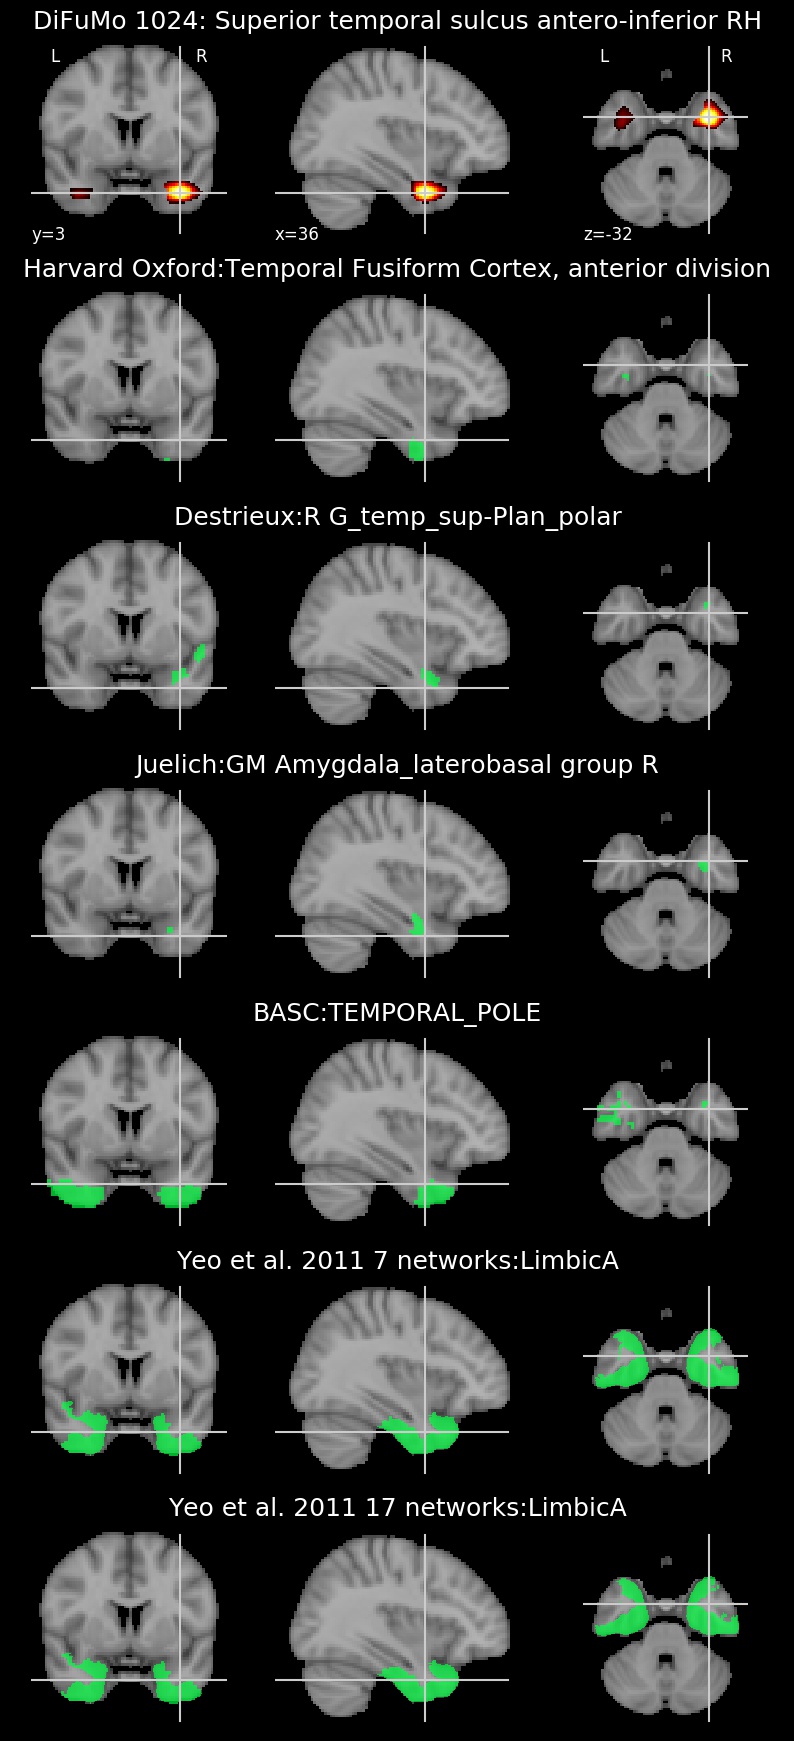 DiFuMo 1024: Superior temporal sulcus antero-inferior RH
L R L R
y=3 x=36 z=-32
Harvard Oxford:Temporal Fusiform Cortex, anterior division
Destrieux:R G_temp_sup-Plan_polar
Juelich:GM Amygdala_laterobasal group R
BASC:TEMPORAL_POLE
Yeo et al. 2011 7 networks:LimbicA
Yeo et al. 2011 17 networks:LimbicA